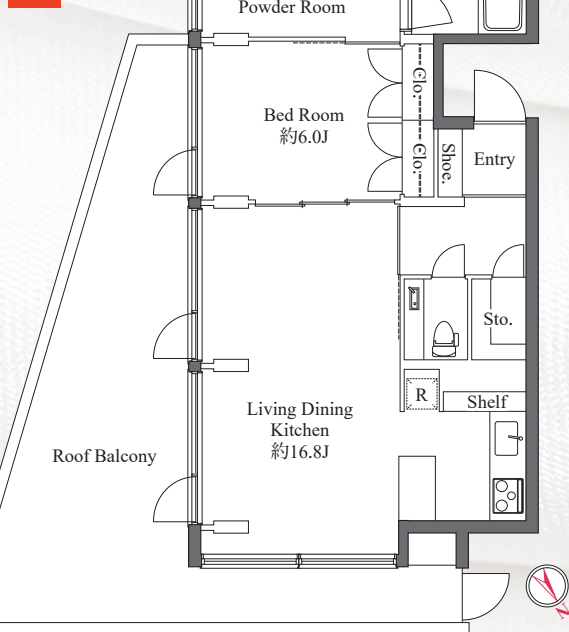 Powder Room
Clo.
Bed Room
約6.0J
Clo.
Shoe.
Entry
Sto.
R
Shelf
Living Dining
Kitchen
約16.8J
Roof Balcony
N